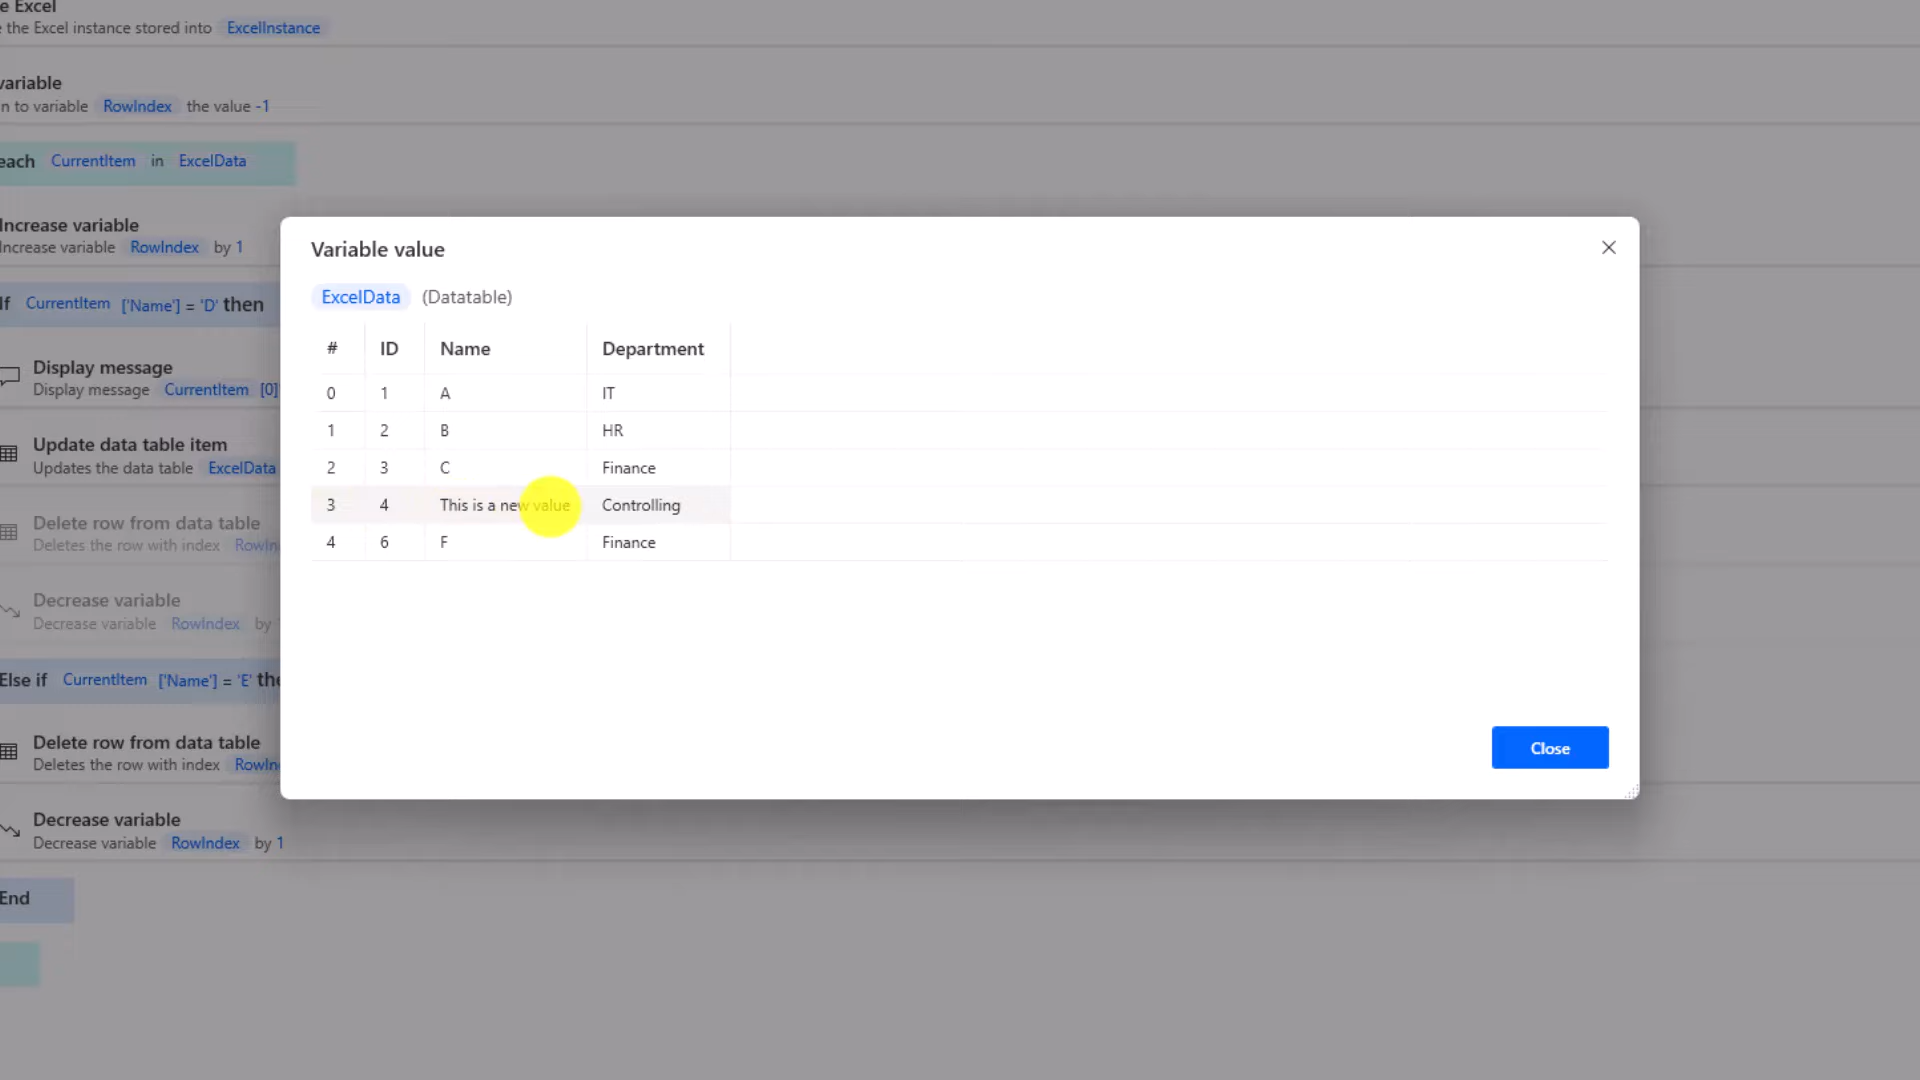 e Excel
e the Excel instance stored into ExcelInstance
variable
n to variable RowIndex the value -1
each CurrentItem in ExcelData
Increase variable
Increase variable RowIndex by 1
If CurrentItem ['Name'] = 'D' then
Display message
Display message CurrentItem [0]
Update data table item
Updates the data table ExcelData
Delete row from data table
Deletes the row with index RowIn
Decrease variable
Decrease variable RowIndex by
Else if CurrentItem ['Name'] = 'E' the
Delete row from data table
Deletes the row with index RowIn
Decrease variable
Decrease variable RowIndex by 1
End
Variable value
ExcelData (Datatable)
# ID Name Department
0 1 A IT
1 2 B HR
2 3 C Finance
3 4 This is a new value Controlling
4 6 F Finance
Close